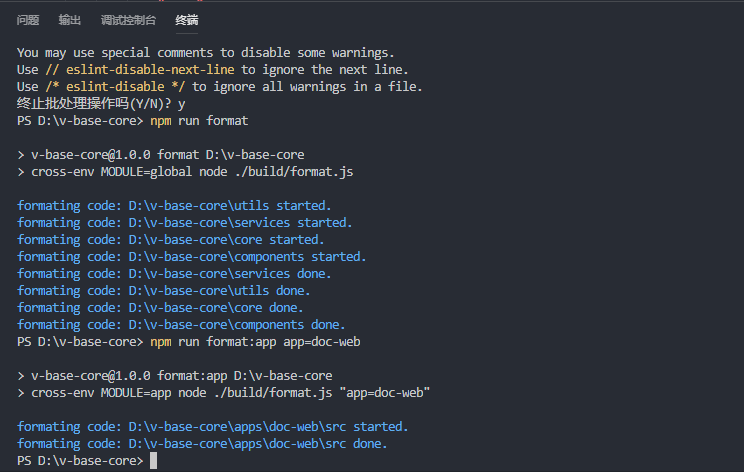 问题 输出 调试控制台 终端
You may use special comments to disable some warnings.
Use // eslint-disable-next-line to ignore the next line.
Use /* eslint-disable */ to ignore all warnings in a file.
终止批处理操作吗(Y/N)? y
PS D:\v-base-core> npm run format
> v-base-core@1.0.0 format D:\v-base-core
> cross-env MODULE=global node ./build/format.js
formating code: D:\v-base-core\utils started.
formating code: D:\v-base-core\services started.
formating code: D:\v-base-core\core started.
formating code: D:\v-base-core\components started.
formating code: D:\v-base-core\services done.
formating code: D:\v-base-core\utils done.
formating code: D:\v-base-core\core done.
formating code: D:\v-base-core\components done.
PS D:\v-base-core> npm run format:app app=doc-web
> v-base-core@1.0.0 format:app D:\v-base-core
> cross-env MODULE=app node ./build/format.js "app=doc-web"
formating code: D:\v-base-core\apps\doc-web\src started.
formating code: D:\v-base-core\apps\doc-web\src done.
PS D:\v-base-core>